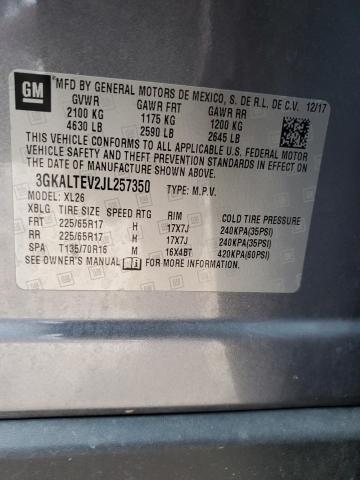 GM
*MFD BY GENERAL MOTORS DE MEXICO, S. DE R.L. DE C.V. 12/17
GVWR GAWR FRT GAWR RR
2100 KG 1175 KG 1200 KG
4630 LB 2590 LB 2645 LB
THIS VEHICLE CONFORMS TO ALL APPLICABLE U.S. FEDERAL MOTOR
VEHICLE SAFETY AND THEFT PREVENTION STANDARDS IN EFFECT ON THE
DATE OF MANUFACTURE SHOWN ABOVE.
3GKALTEV2JL257350 TYPE: M.P.V.
MODEL: XL26
XBLG TIRE SIZE SPEED RTG RIM COLD TIRE PRESSURE
FRT 225/65R17 H 17X7J 240KPA(35PSI)
RR 225/65R17 H 17X7J 240KPA(35PSI)
SPA T135/70R16 M 16X4BT 420KPA(60PSI)
SEE OWNER'S MANUAL FOR MORE INFORMATION.